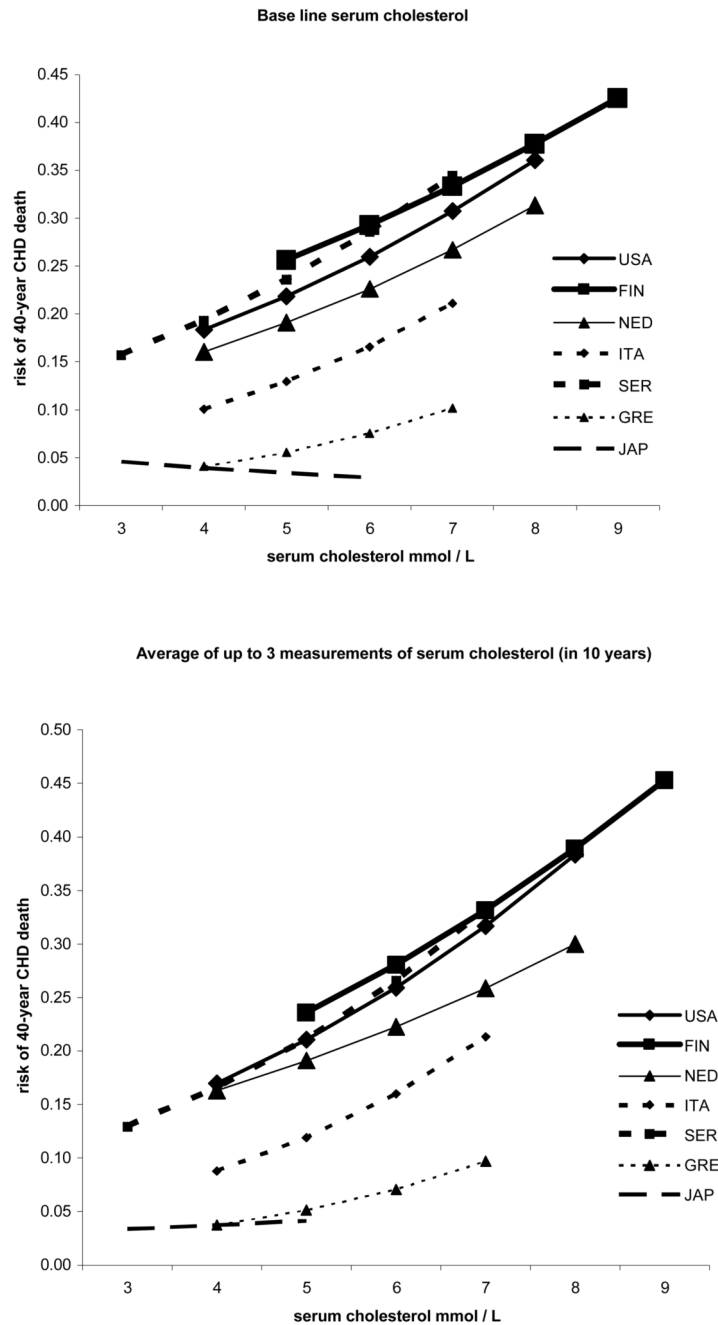 Base line serum cholesterol
0.45
0.40
0.35
0.30
0.25
0.20
0.15
0.10
0.05
0.00
risk of 40-year CHD death
USA
FIN
NED
ITA
SER
GRE
JAP
3 4 5 6 7 8 9
serum cholesterol mmol / L
Average of up to 3 measurements of serum cholesterol (in 10 years)
0.50
0.45
0.40
0.35
0.30
0.25
0.20
0.15
0.10
0.05
0.00
risk of 40-year CHD death
USA
FIN
NED
ITA
SER
GRE
JAP
3 4 5 6 7 8 9
serum cholesterol mmol / L